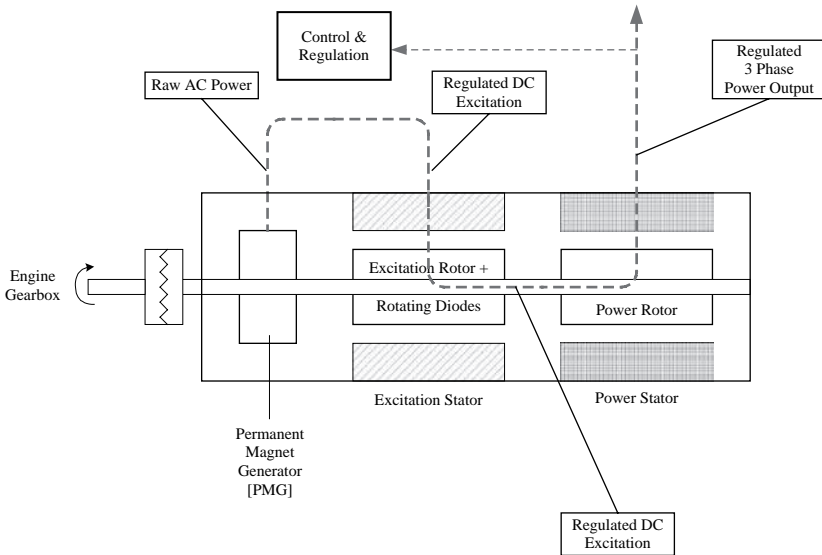 Control &
Regulation
Regulated
3 Phase
Power Output
Raw AC Power
Regulated DC
Excitation
Engine
Gearbox
Excitation Rotor +
Rotating Diodes
Power Rotor
Excitation Stator
Power Stator
Permanent
Magnet
Generator
[PMG]
Regulated DC
Excitation